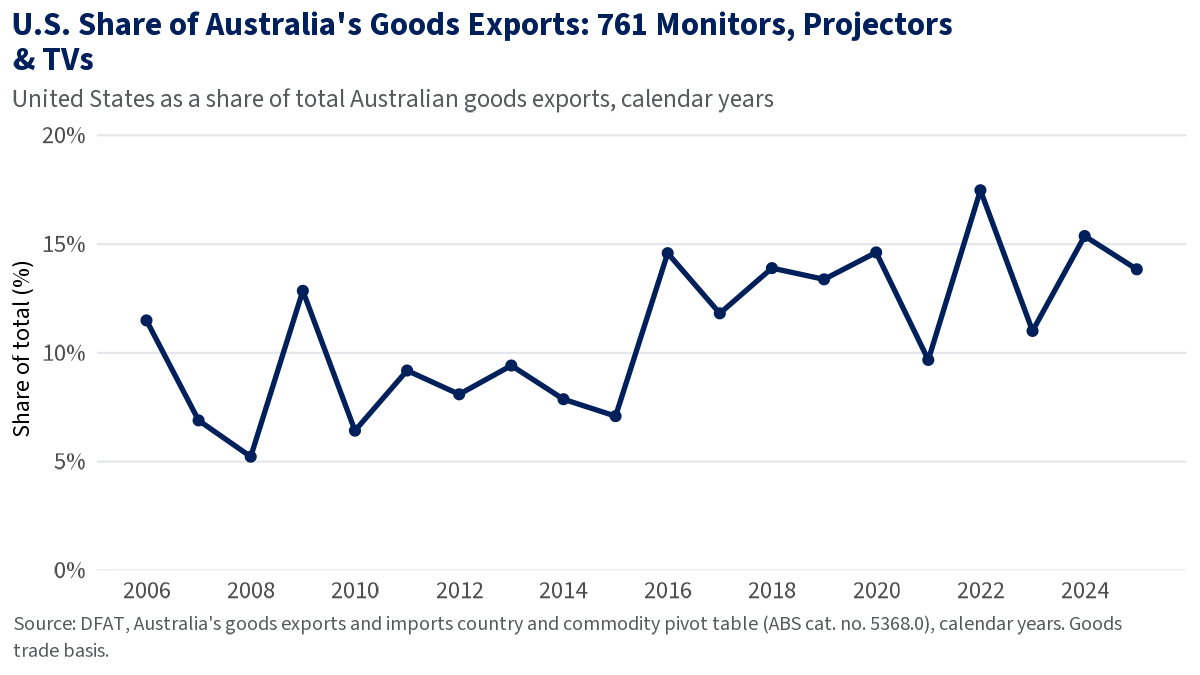 U.S. Share of Australia's Goods Exports: 761 Monitors, Projectors
& TVs
United States as a share of total Australian goods exports, calendar years
Share of total (%)
20%
15%
10%
5%
0%
2006 2008 2010 2012 2014 2016 2018 2020 2022 2024
Source: DFAT, Australia's goods exports and imports country and commodity pivot table (ABS cat. no. 5368.0), calendar years. Goods
trade basis.